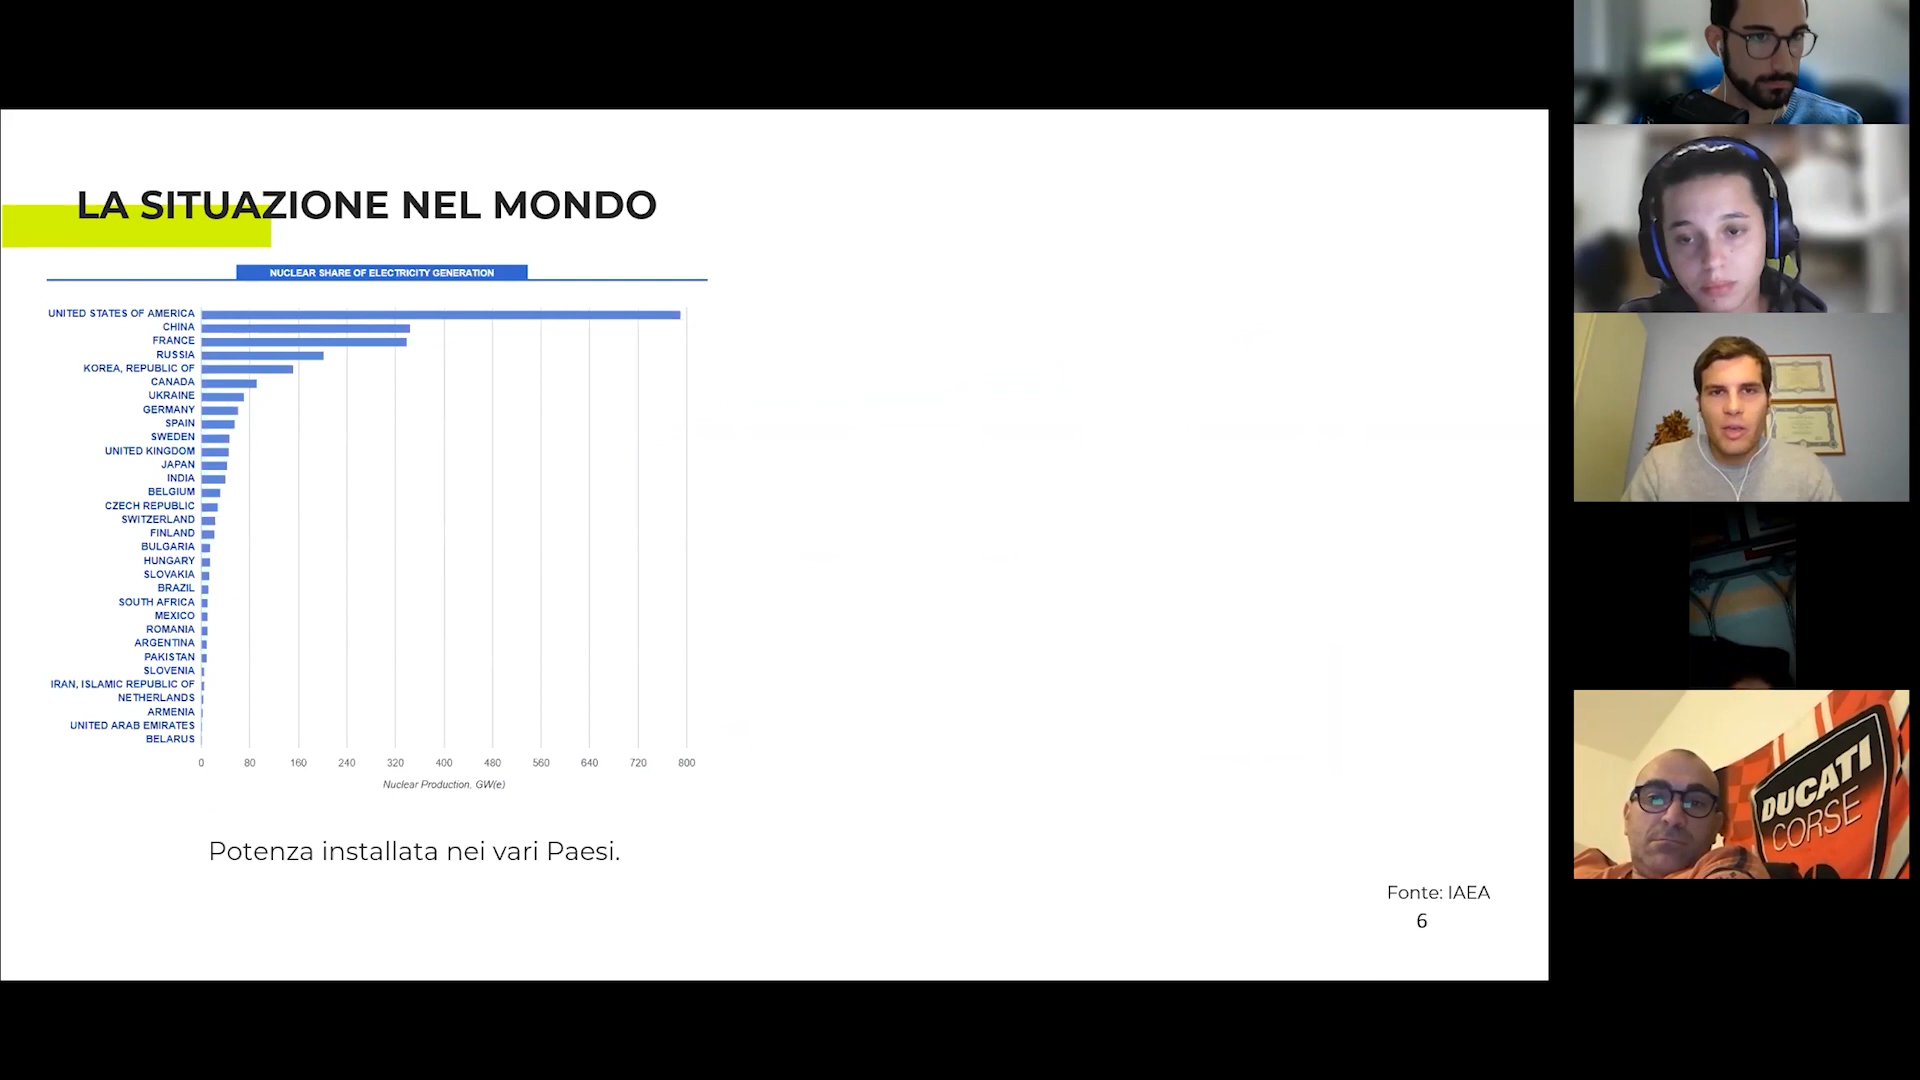 LA SITUAZIONE NEL MONDO
NUCLEAR SHARE OF ELECTRICITY GENERATION
UNITED STATES OF AMERICA
CHINA
FRANCE
RUSSIA
KOREA, REPUBLIC OF
CANADA
UKRAINE
GERMANY
SPAIN
SWEDEN
UNITED KINGDOM
JAPAN
INDIA
BELGIUM
CZECH REPUBLIC
SWITZERLAND
FINLAND
BULGARIA
HUNGARY
SLOVAKIA
BRAZIL
SOUTH AFRICA
MEXICO
ROMANIA
ARGENTINA
PAKISTAN
SLOVENIA
IRAN, ISLAMIC REPUBLIC OF
NETHERLANDS
ARMENIA
UNITED ARAB EMIRATES
BELARUS
0 80 160 240 320 400 480 560 640 720 800
Nuclear Production, GW(e)
Potenza installata nei vari Paesi.
Fonte: IAEA
6
DUCATI
CORSE